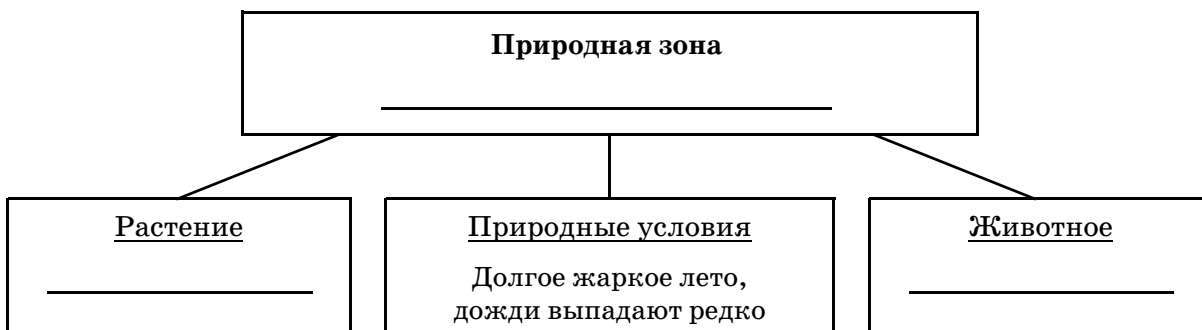 Природная зона
Растение
Природные условия
Долгое жаркое лето,
дожди выпадают редко
Животное